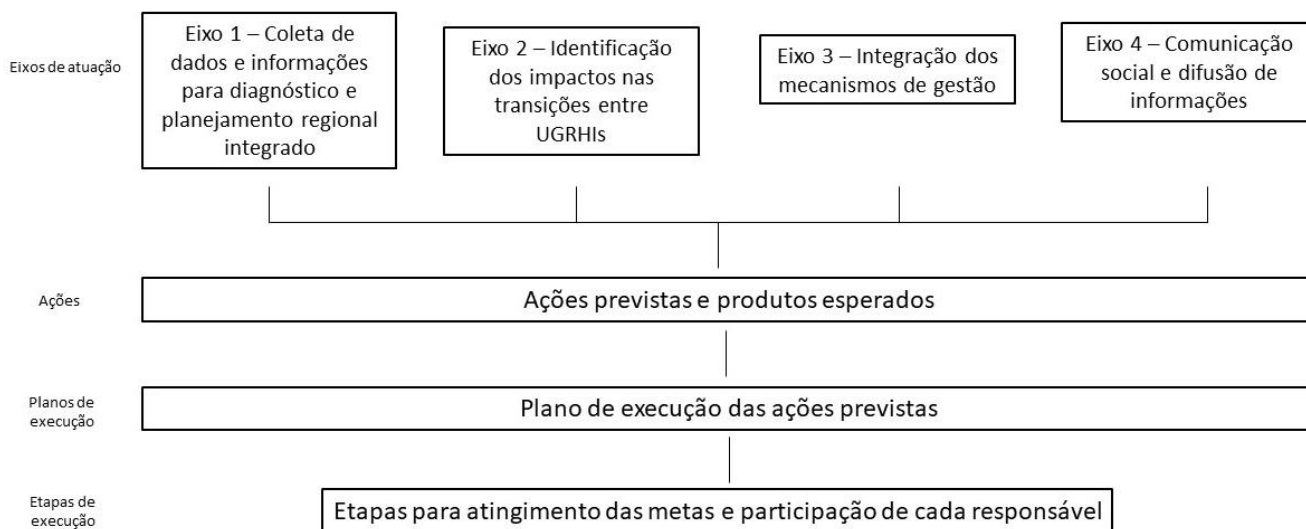 Eixos de atuação
Eixo 1 – Coleta de
dados e informações
para diagnóstico e
planejamento regional
integrado
Eixo 2 – Identificação
dos impactos nas
transições entre
UGRHIs
Eixo 3 – Integração dos
mecanismos de gestão
Eixo 4 – Comunicação
social e difusão de
informações
Ações
Ações previstas e produtos esperados
Planos de
execução
Plano de execução das ações previstas
Etapas de
execução
Etapas para atingimento das metas e participação de cada responsável